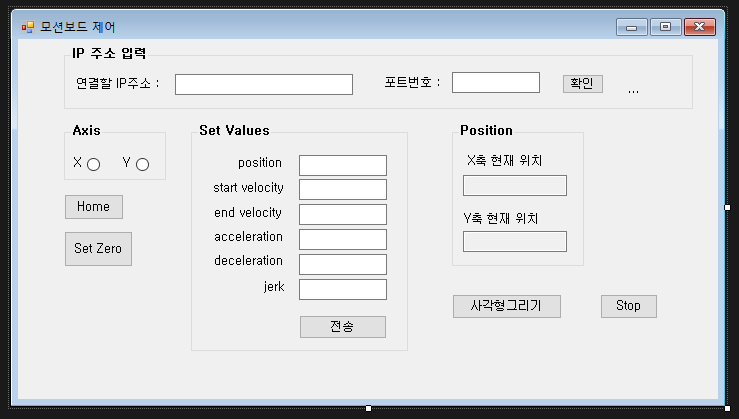 모션보드 제어
IP 주소 입력
연결할 IP주소 : 포트번호 : 확인 ...
Axis
X Y
Home
Set Zero
Set Values
position
start velocity
end velocity
acceleration
deceleration
jerk
전송
Position
X축 현재 위치
Y축 현재 위치
사각형그리기 Stop